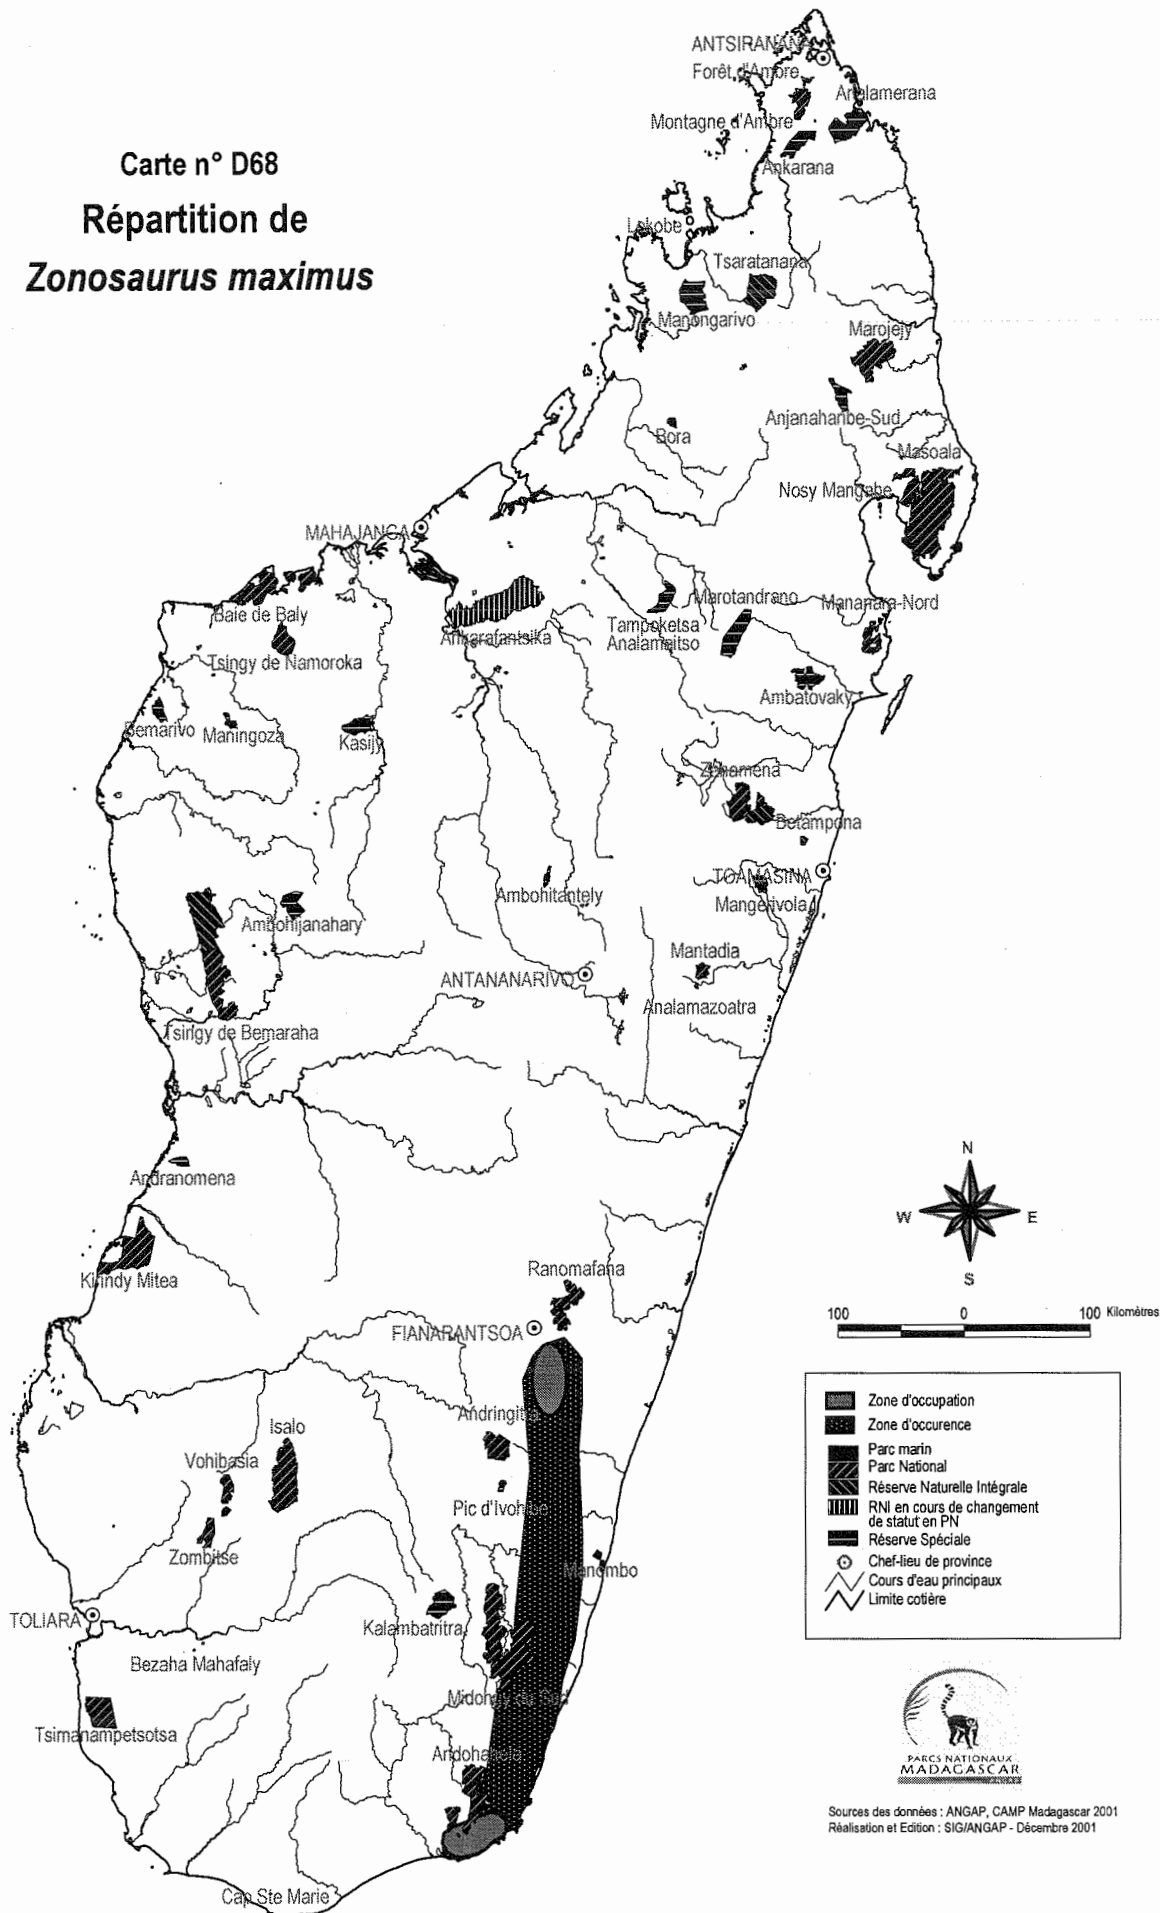 Carte n° D68
Répartition de
Zonosaurus maximus
ANTSIRANANA
Forêt d'Ambre
Analamerana
Montagne d'Ambre
Ankarana
Lokobe
Tsaratanana
Manongarivo
Marojejy
Anjanaharibe-Sud
Bora
Masoala
Nosy Mangabe
MAHAJANGA
Baie de Baly
Ankarafantsika
Tampoketsa
Analamaitso
Marotandrano
Mananara-Nord
Tsingy de Namoroka
Ambatovaky
Bemarivo
Maningoza
Kasijy
Zahamena
Betampona
Ambohitantely
TOAMASINA
Mangerivola
Ambohijanahary
Mantadia
ANTANANARIVO
Analamazoatra
Tsingy de Bemaraha
Andranomena
N
W
E
S
Kirindy Mitea
Ranomafana
100 0 100 Kilomètres
FIANARANTSOA
Andringitra
Isalo
Vohibasia
Pic d'Ivohibe
Zombitse
Manombo
TOLIARA
Kalambatritra
Bezaha Mahafaly
Midongy du Sud
Tsimanampetsotsa
Andohahela
Cap Ste Marie
Zone d'occupation
Zone d'occurence
Parc marin
Parc National
Réserve Naturelle Intégrale
RNI en cours de changement
de statut en PN
Réserve Spéciale
Chef-lieu de province
Cours d'eau principaux
Limite cotière
PARCS NATIONAUX
MADAGASCAR
Sources des données : ANGAP, CAMP Madagascar 2001
Réalisation et Edition : SIG/ANGAP - Décembre 2001